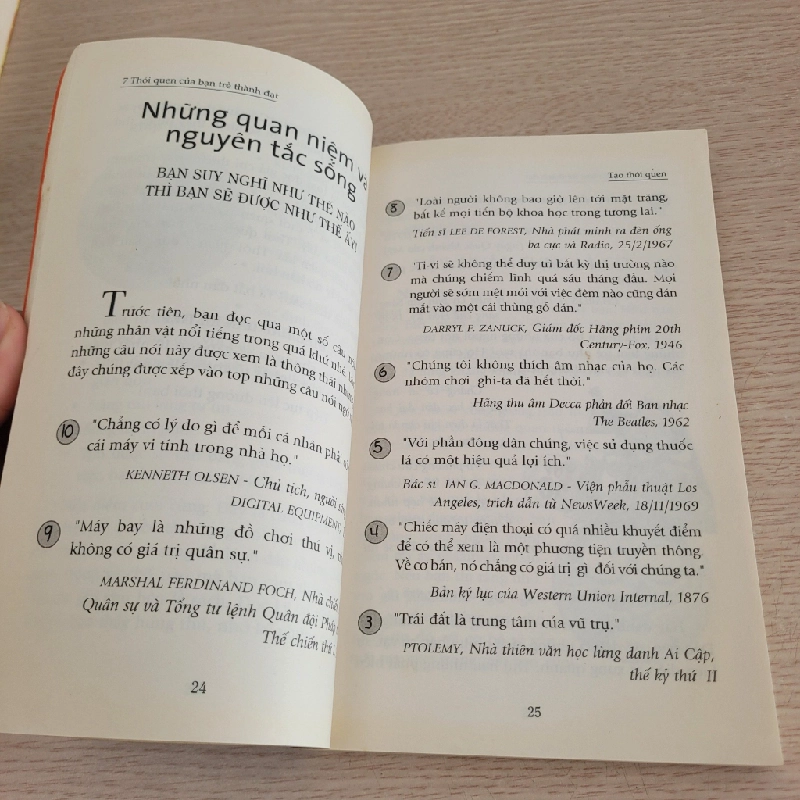 7 Thói quen của bạn trẻ thành đạt
Những quan niệm và
nguyên tắc sống
BẠN SUY NGHĨ NHƯ THẾ NÀO
THÌ BẠN SẼ ĐƯỢC NHƯ THẾ ẤY!
Trước tiên, bạn đọc qua một số câu
những nhân vật nổi tiếng trong quá khứ nhé.
những câu nói này được xem là thông thái
đây chúng được xếp vào top những câu nói
10 "Chẳng có lý do gì để mỗi cá nhân phải
cái máy vi tính trong nhà họ."
KENNETH OLSEN - Chủ tịch, người
DIGITAL EQUIPMENT,
9 "Máy bay là những đồ chơi thú vị,
không có giá trị quân sự."
MARSHAL FERDINAND FOCH, Nhà
Quân sự và Tổng tư lệnh Quân đội Pháp
Thế chiến thứ
24
Tạo thói quen
8 "Loài người không bao giờ lên tới mặt trăng,
bất kể mọi tiến bộ khoa học trong tương lai."
Tiến sĩ LEE DE FOREST, Nhà phát minh ra đèn ống
ba cực và Radio, 25/2/1967
7 "Ti-vi sẽ không thể duy trì bất kỳ thị trường nào
mà chúng chiếm lĩnh quá sáu tháng đầu. Mọi
người sẽ sớm mệt mỏi với việc đêm nào cũng dán
mắt vào một cái thùng gỗ dán."
DARRYL F. ZANUCK, Giám đốc Hãng phim 20th
Century-Fox, 1946
6 "Chúng tôi không thích âm nhạc của họ. Các
nhóm chơi ghi-ta đã hết thời."
Hãng thu âm Decca phản đối Ban nhạc
The Beatles, 1962
5 "Với phần đông dân chúng, việc sử dụng thuốc
lá có một hiệu quả lợi ích."
Bác sĩ IAN G. MACDONALD - Viện phẫu thuật Los
Angeles, trích dẫn từ NewsWeek, 18/11/1969
4 "Chiếc máy điện thoại có quá nhiều khuyết điểm
để có thể xem là một phương tiện truyền thông.
Về cơ bản, nó chẳng có giá trị gì đối với chúng ta."
Bản kỷ lục của Western Union Internal, 1876
3 "Trái đất là trung tâm của vũ trụ."
PTOLEMY, Nhà thiên văn học lừng danh Ai Cập,
thế kỷ thứ II
25